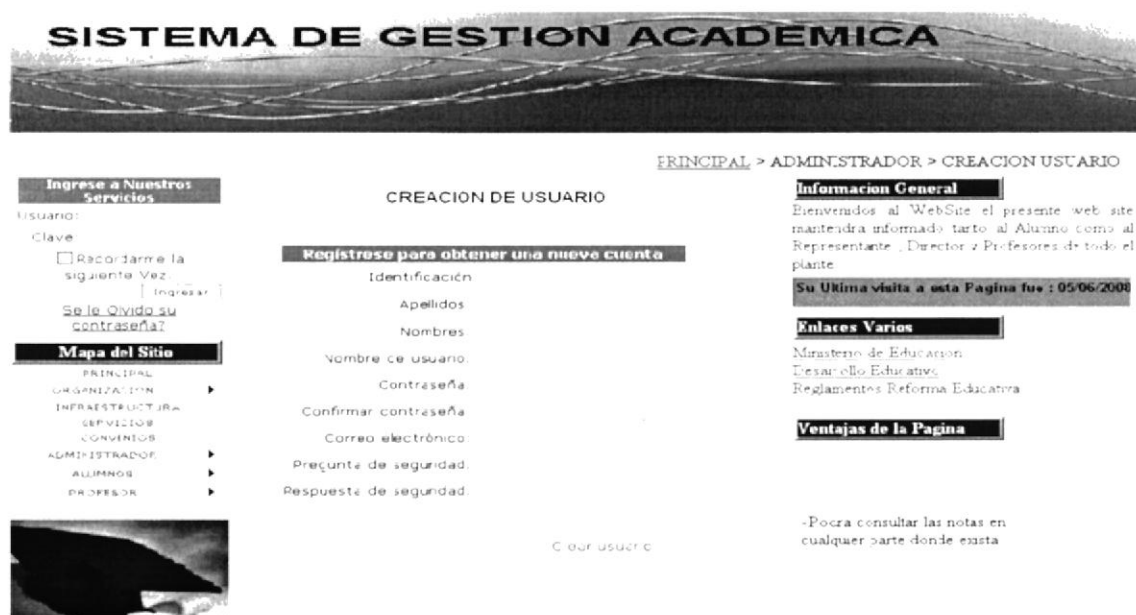 SISTEMA DE GESTION ACADEMICA
PRINCIPAL > ADMINISTRADOR > CREACION USUARIO
Ingrese a Nuestros
Servicios
Usuario:
Clave
Recordarme la
siguiente Vez.
Ingresar
Se le Olvido su
contraseña?
Mapa del Sitio
PRINCIPAL
ORGANIZACION
INFRAESTRUCTURA
SERVICIOS
CONVENIOS
ADMINISTRADOR
ALUMNOS
PROFESOR
CREACION DE USUARIO
Regístrese para obtener una nueva cuenta
Identificación
Apellidos
Nombres
Nombre de usuario:
Contraseña
Confirmar contraseña
Correo electrónico:
Pregunta de seguridad:
Respuesta de seguridad:
usuario
Informacion General
Bienvenidos al WebSite el presente web site
mantendra informado tanto al Alumno como al
Representante , Director y Profesores de todo el
plante
Su Ultima visita a esta Pagina fue : 05/06/2008
Enlaces Varios
Ministerio de Educacion
Desarrollo Educativo
Reglamentos Reforma Educativa
Ventajas de la Pagina
-Podra consultar las notas en
cualquier parte donde exista